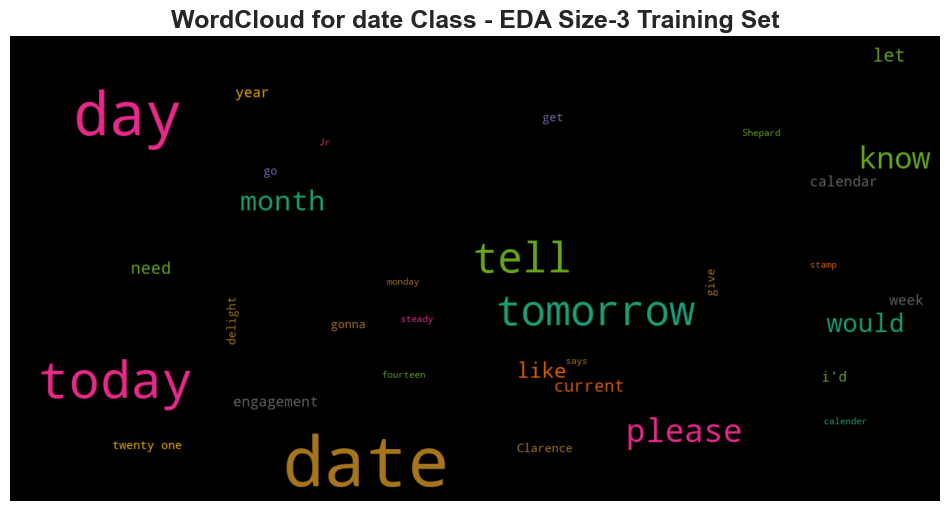 WordCloud for date Class - EDA Size-3 Training Set
let
day
year
get
Shepard
Jr
know
go
calendar
month
tell
need
stamp
monday
give
week
delight
tomorrow
steady
gonna
would
says
today
like
fourteen
i'd
current
engagement
calender
please
twenty one
Clarence
date